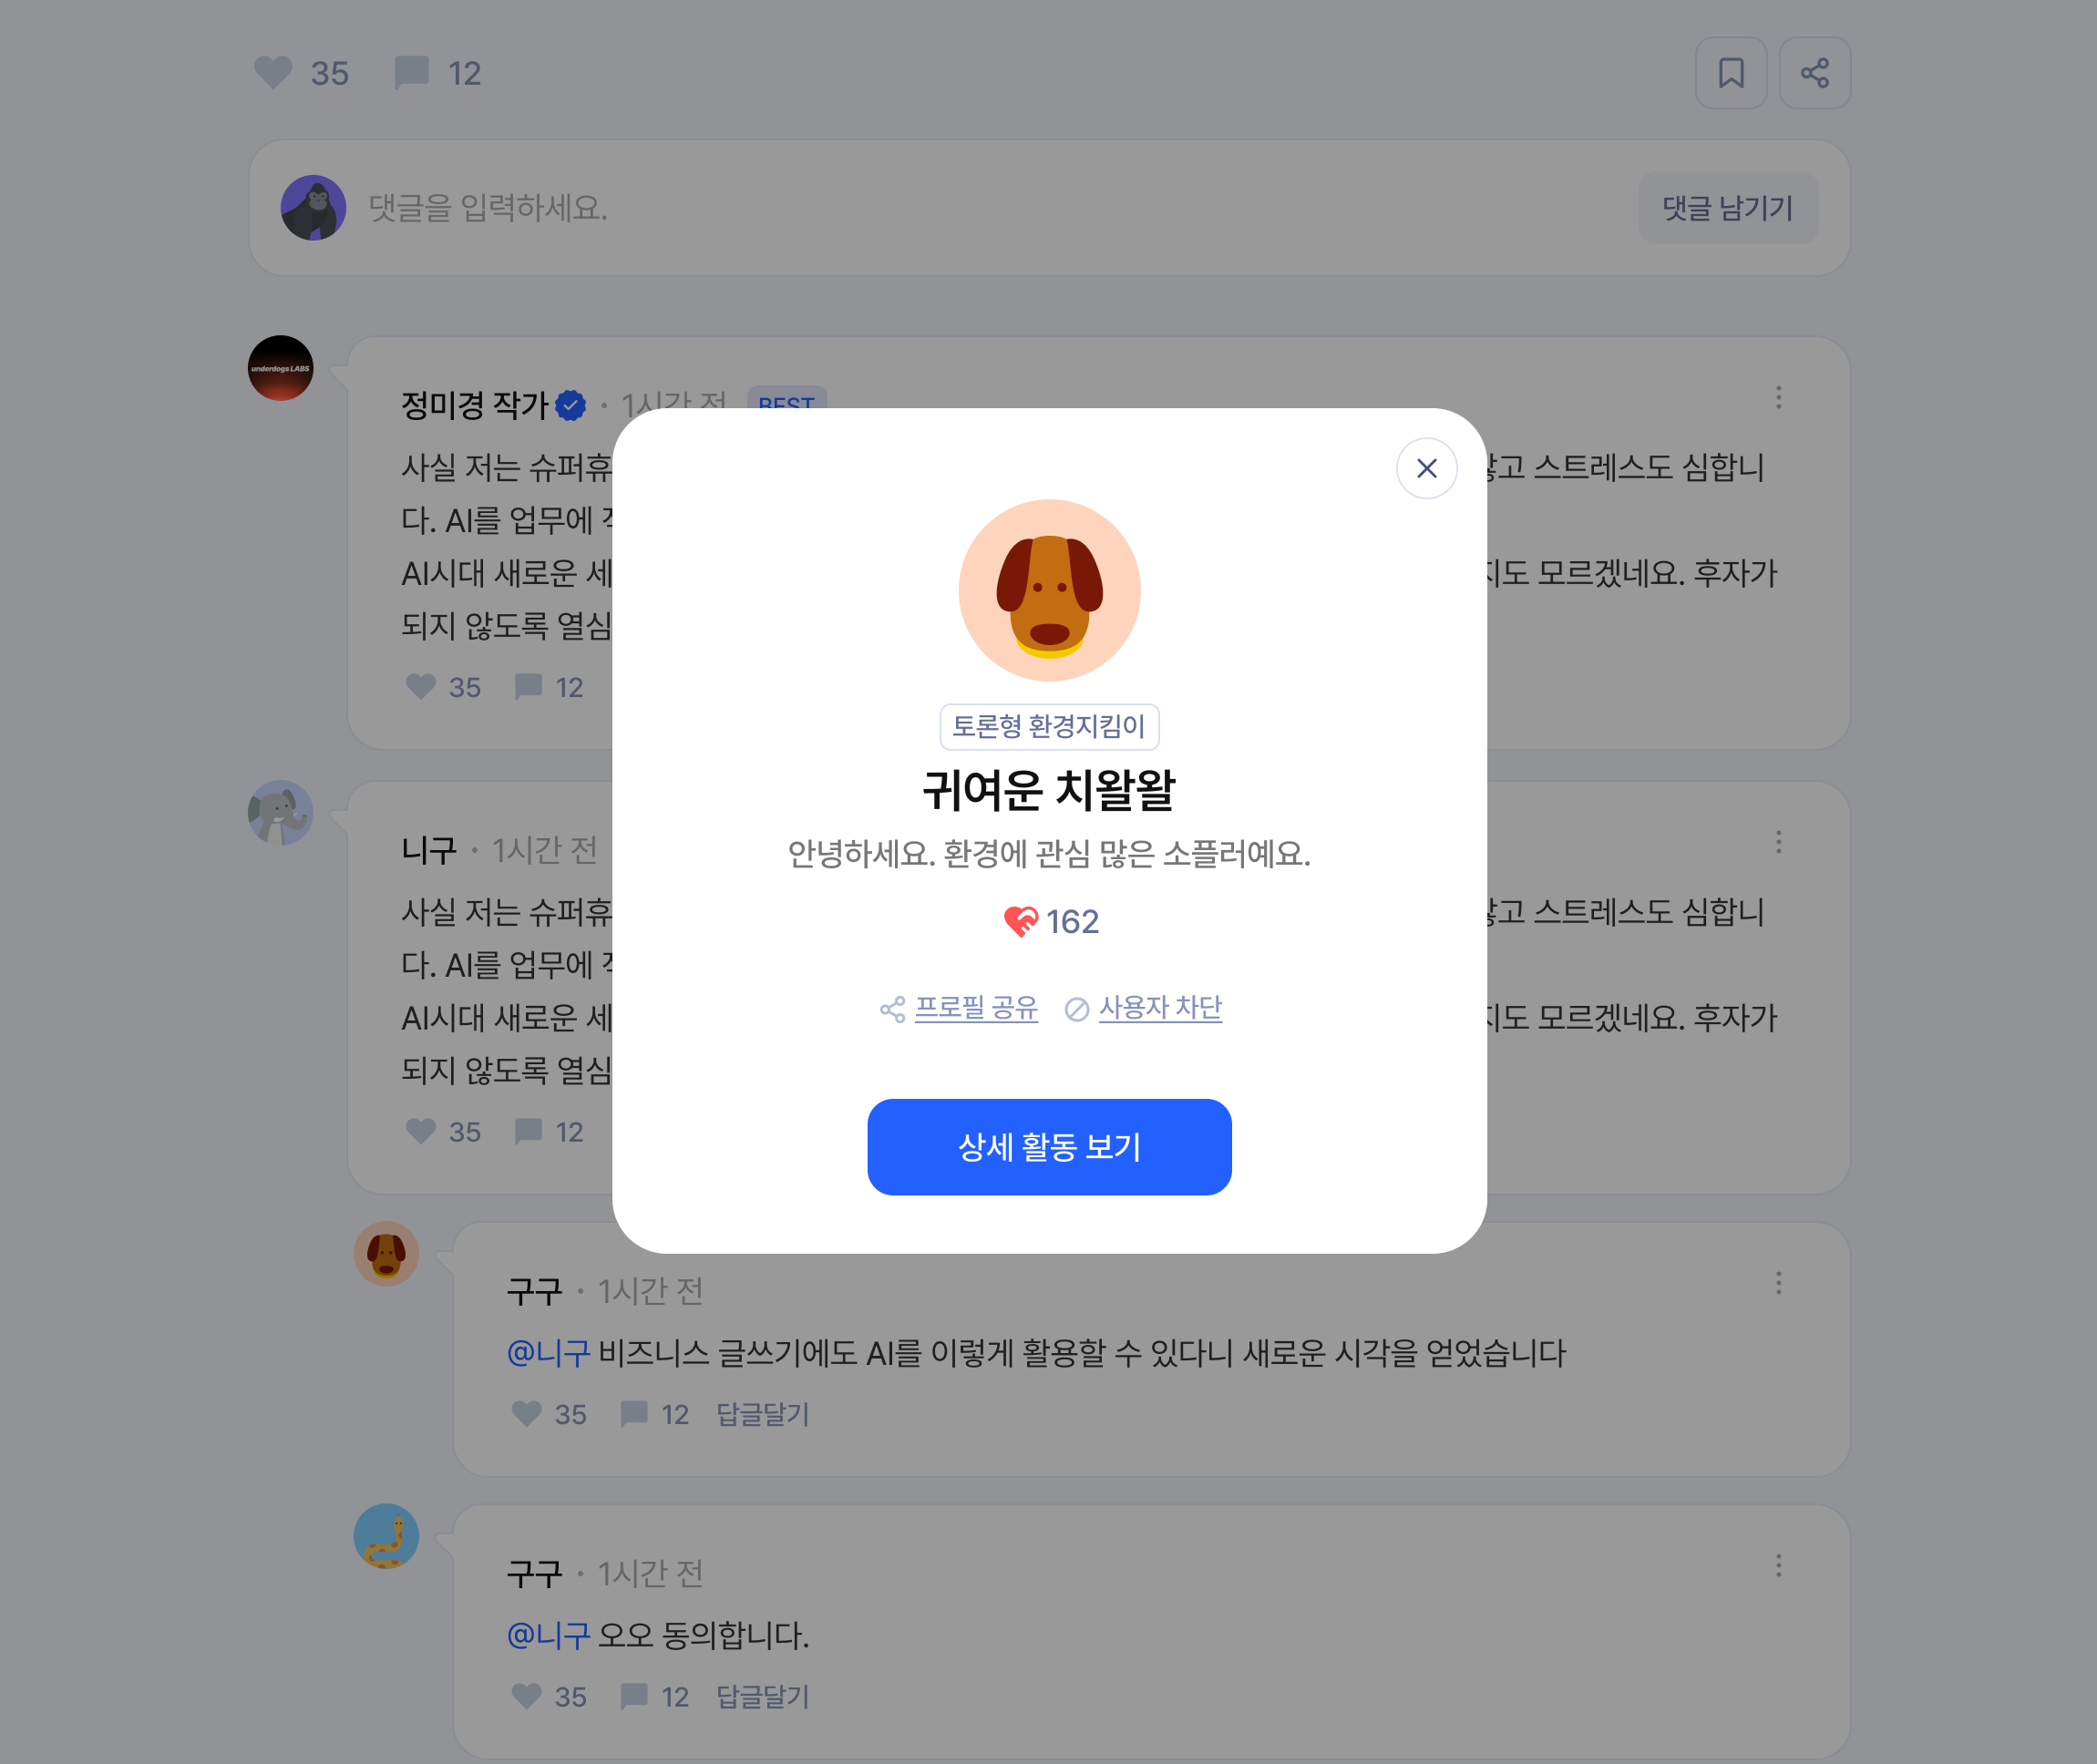 35 12
댓글을 입력하세요. 댓글 남기기
underdogs LABS
정미경 작가 · 1시간 전 BEST
사실 저는 슈퍼휴 고 스트레스도 심합니
다. AI를 업무에
AI시대 새로운 세 지도 모르겠네요. 후자가
되지 않도록 열심
35 12
토론형 환경지킴이
귀여운 치왈왈
안녕하세요. 환경에 관심 많은 소플리예요.
162
프로필 공유 사용자 차단
상세 활동 보기
니구 · 1시간 전
사실 저는 슈퍼휴 고 스트레스도 심합니
다. AI를 업무에
AI시대 새로운 세 지도 모르겠네요. 후자가
되지 않도록 열심
35 12
구구 · 1시간 전
@니구 비즈니스 글쓰기에도 AI를 이렇게 활용할 수 있다니 새로운 시각을 얻었습니다
35 12 답글달기
구구 · 1시간 전
@니구 오오 동의합니다.
35 12 답글달기